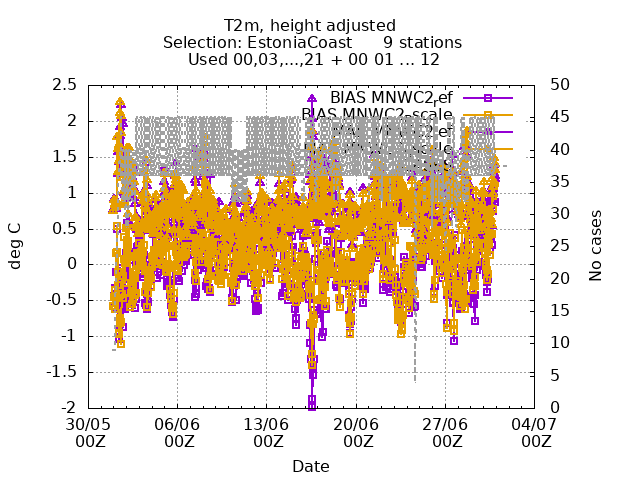 T2m, height adjusted
Selection: EstoniaCoast 9 stations
Used 00,03,...,21 + 00 01 ... 12
BIAS MNWC2ref
BIAS MNWC2-scale
deg C
No cases
2.5
2
1.5
1
0.5
0
-0.5
-1
-1.5
-2
50
45
40
35
30
25
20
15
10
5
0
30/05 06/06 13/06 20/06 27/06 04/07
00Z 00Z 00Z 00Z 00Z 00Z
Date